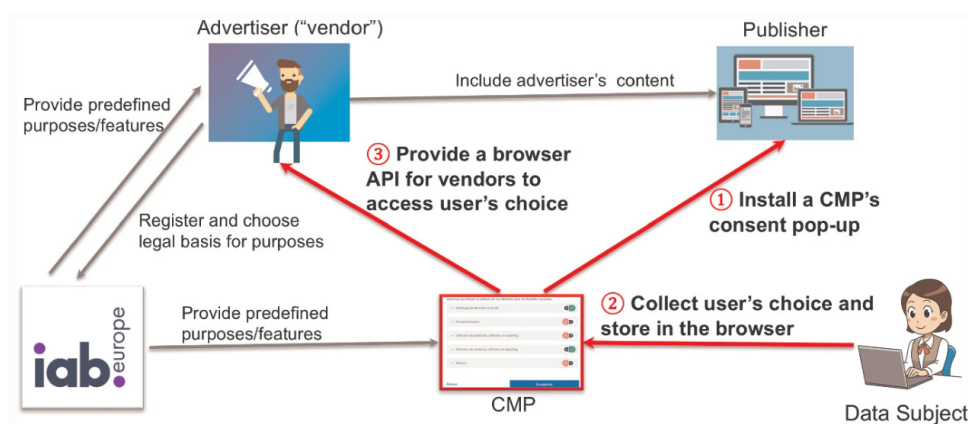 Advertiser (“vendor”)
Publisher
Include advertiser’s content
Provide predefined
purposes/features
③ Provide a browser
API for vendors to
access user’s choice
① Install a CMP’s
consent pop-up
Register and choose
legal basis for purposes
② Collect user’s choice and
store in the browser
Provide predefined
purposes/features
iab.
europe
CMP
Data Subject